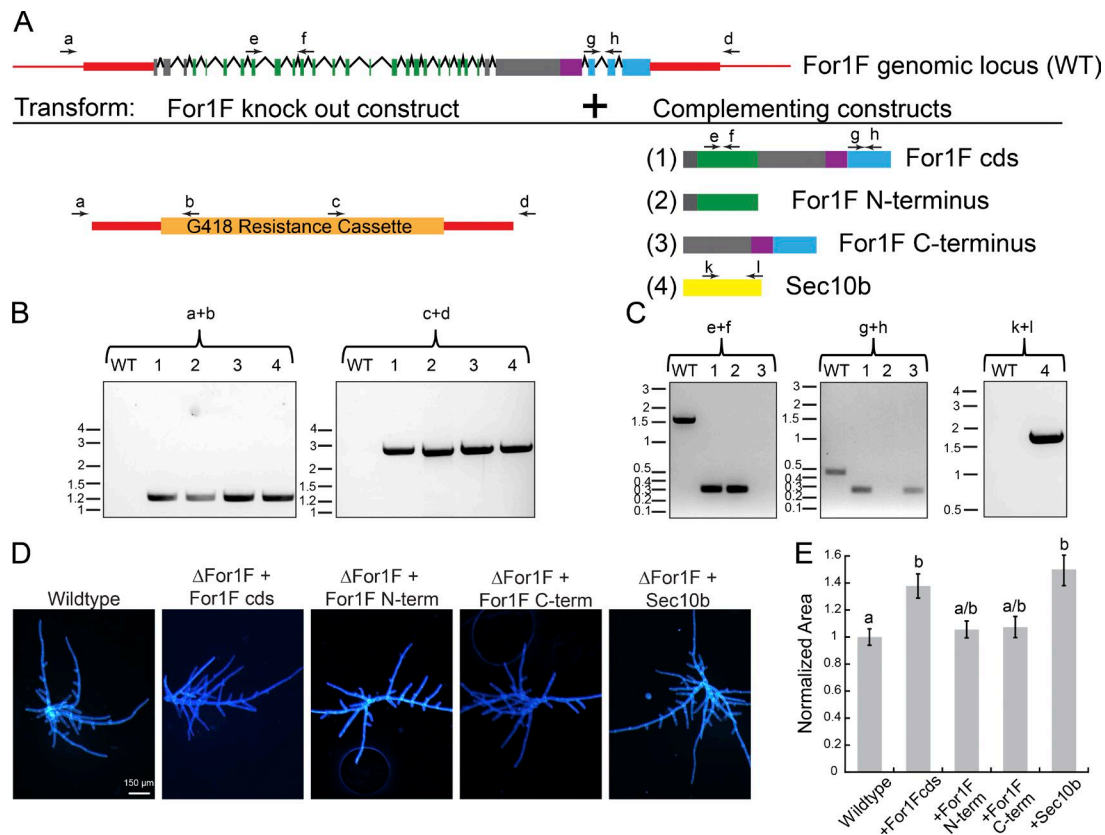 A
a e f g h d
For1F genomic locus (WT)
Transform: For1F knock out construct + Complementing constructs
e f g h
(1) For1F cds
(2) For1F N-terminus
(3) For1F C-terminus
k l
(4) Sec10b
a b c d
G418 Resistance Cassette
B
a+b c+d
WT 1 2 3 4 WT 1 2 3 4
4
3
2
1.5
1.2
1
4
3
2
1.5
1.2
1
C
e+f g+h k+l
WT 1 2 3 WT 1 2 3 WT 4
3
2
1.5
1
0.5
0.4
0.3
0.2
0.1
3
2
1.5
1
0.5
0.4
0.3
0.2
0.1
4
3
2
1.5
1
0.5
D
Wildtype
ΔFor1F +
For1F cds
ΔFor1F +
For1F N-term
ΔFor1F +
For1F C-term
ΔFor1F +
Sec10b
150 µm
E
Normalized Area
1.6
1.4
1.2
1
0.8
0.6
0.4
0.2
0
a b a/b a/b b
Wildtype
+For1Fcds
+For1F
N-term
+For1F
C-term
+Sec10b